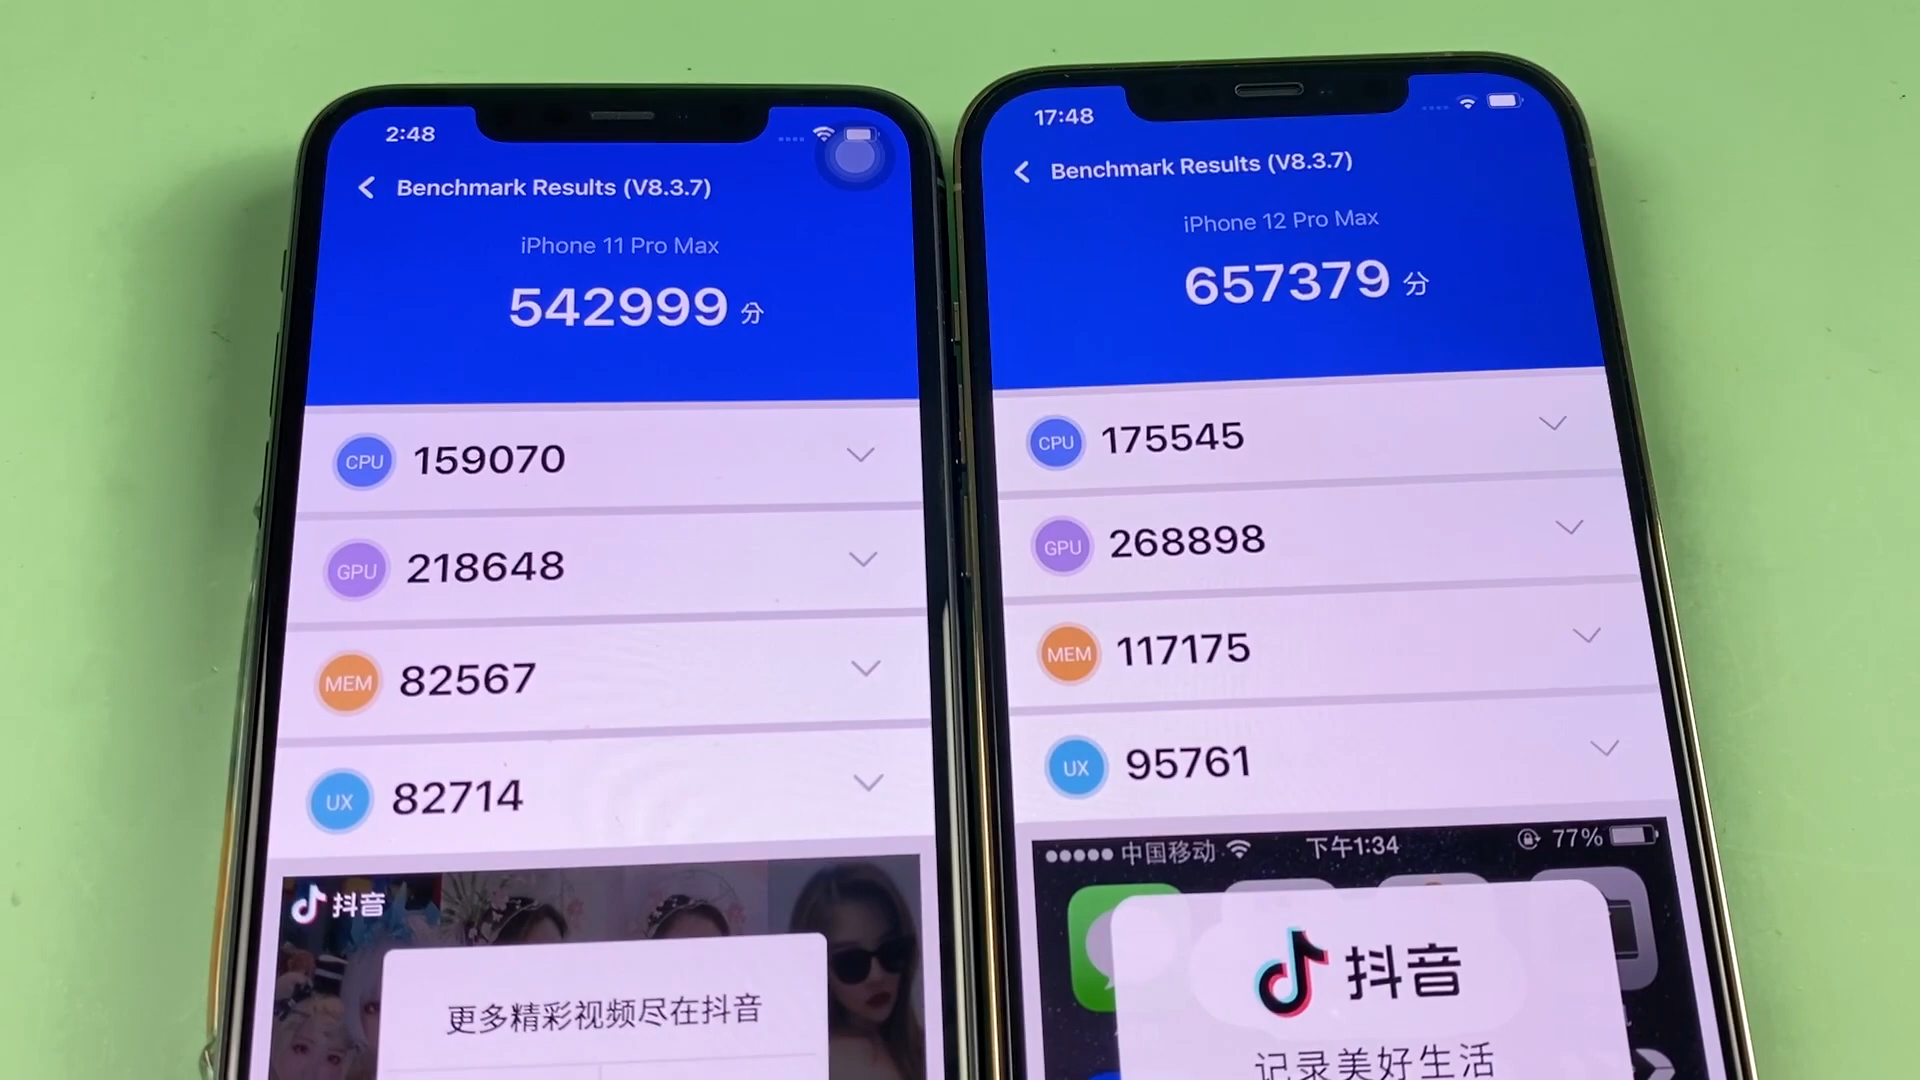 2:48
Benchmark Results (V8.3.7)
iPhone 11 Pro Max
542999 分
CPU 159070
GPU 218648
MEM 82567
UX 82714
抖音
更多精彩视频尽在抖音
17:48
Benchmark Results (V8.3.7)
iPhone 12 Pro Max
657379 分
CPU 175545
GPU 268898
MEM 117175
UX 95761
中国移动 下午1:34 77%
抖音
记录美好生活